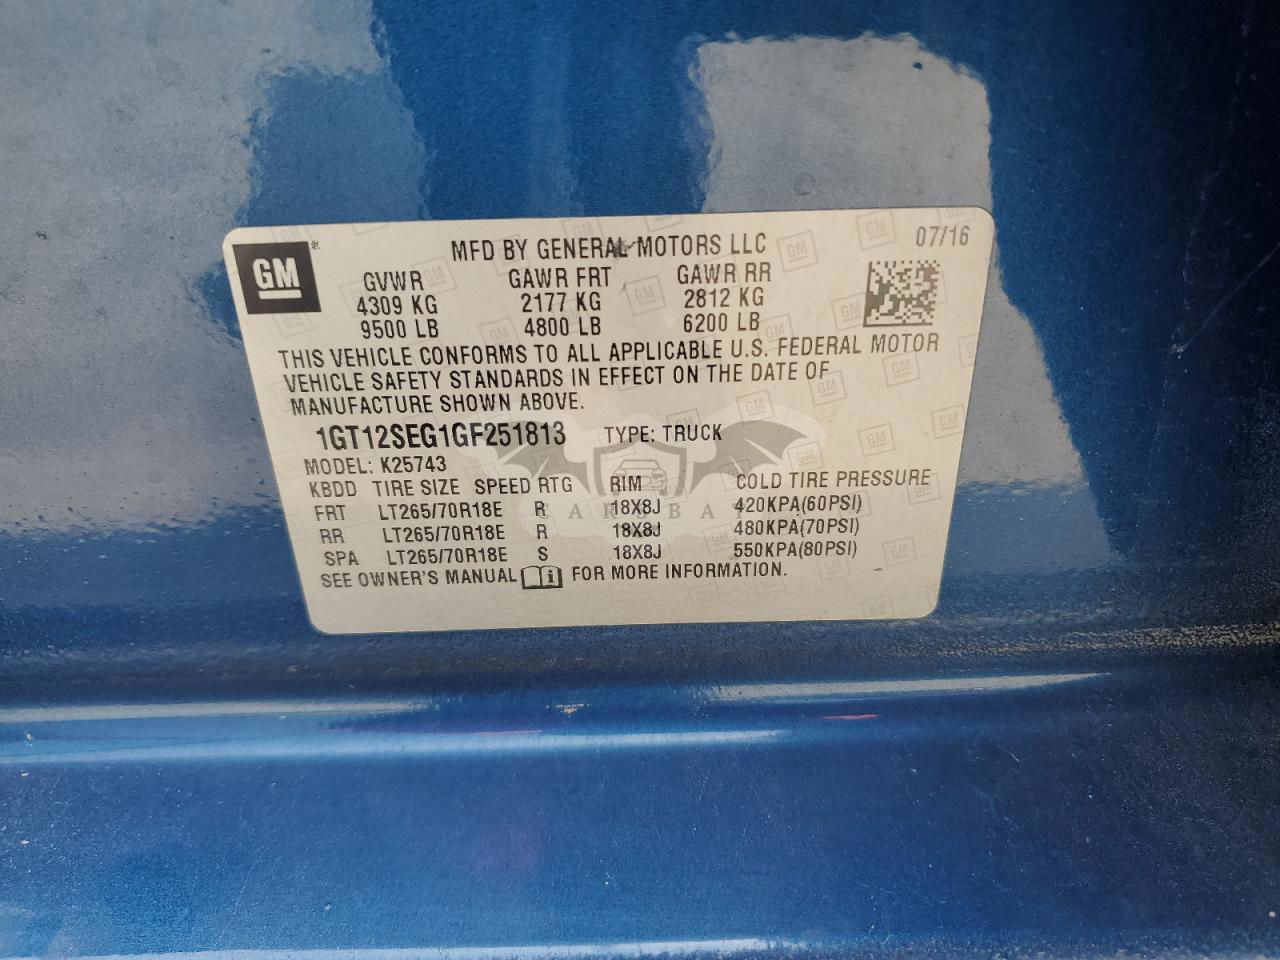 GM
MFD BY GENERAL MOTORS LLC 07/16
GVWR GAWR FRT GAWR RR
4309 KG 2177 KG 2812 KG
9500 LB 4800 LB 6200 LB
THIS VEHICLE CONFORMS TO ALL APPLICABLE U.S. FEDERAL MOTOR
VEHICLE SAFETY STANDARDS IN EFFECT ON THE DATE OF
MANUFACTURE SHOWN ABOVE.
1GT12SEG1GF251813 TYPE: TRUCK
MODEL: K25743
KBDD TIRE SIZE SPEED RTG RIM COLD TIRE PRESSURE
FRT LT265/70R18E R 18X8J 420KPA(60PSI)
RR LT265/70R18E R 18X8J 480KPA(70PSI)
SPA LT265/70R18E S 18X8J 550KPA(80PSI)
SEE OWNER'S MANUAL FOR MORE INFORMATION.